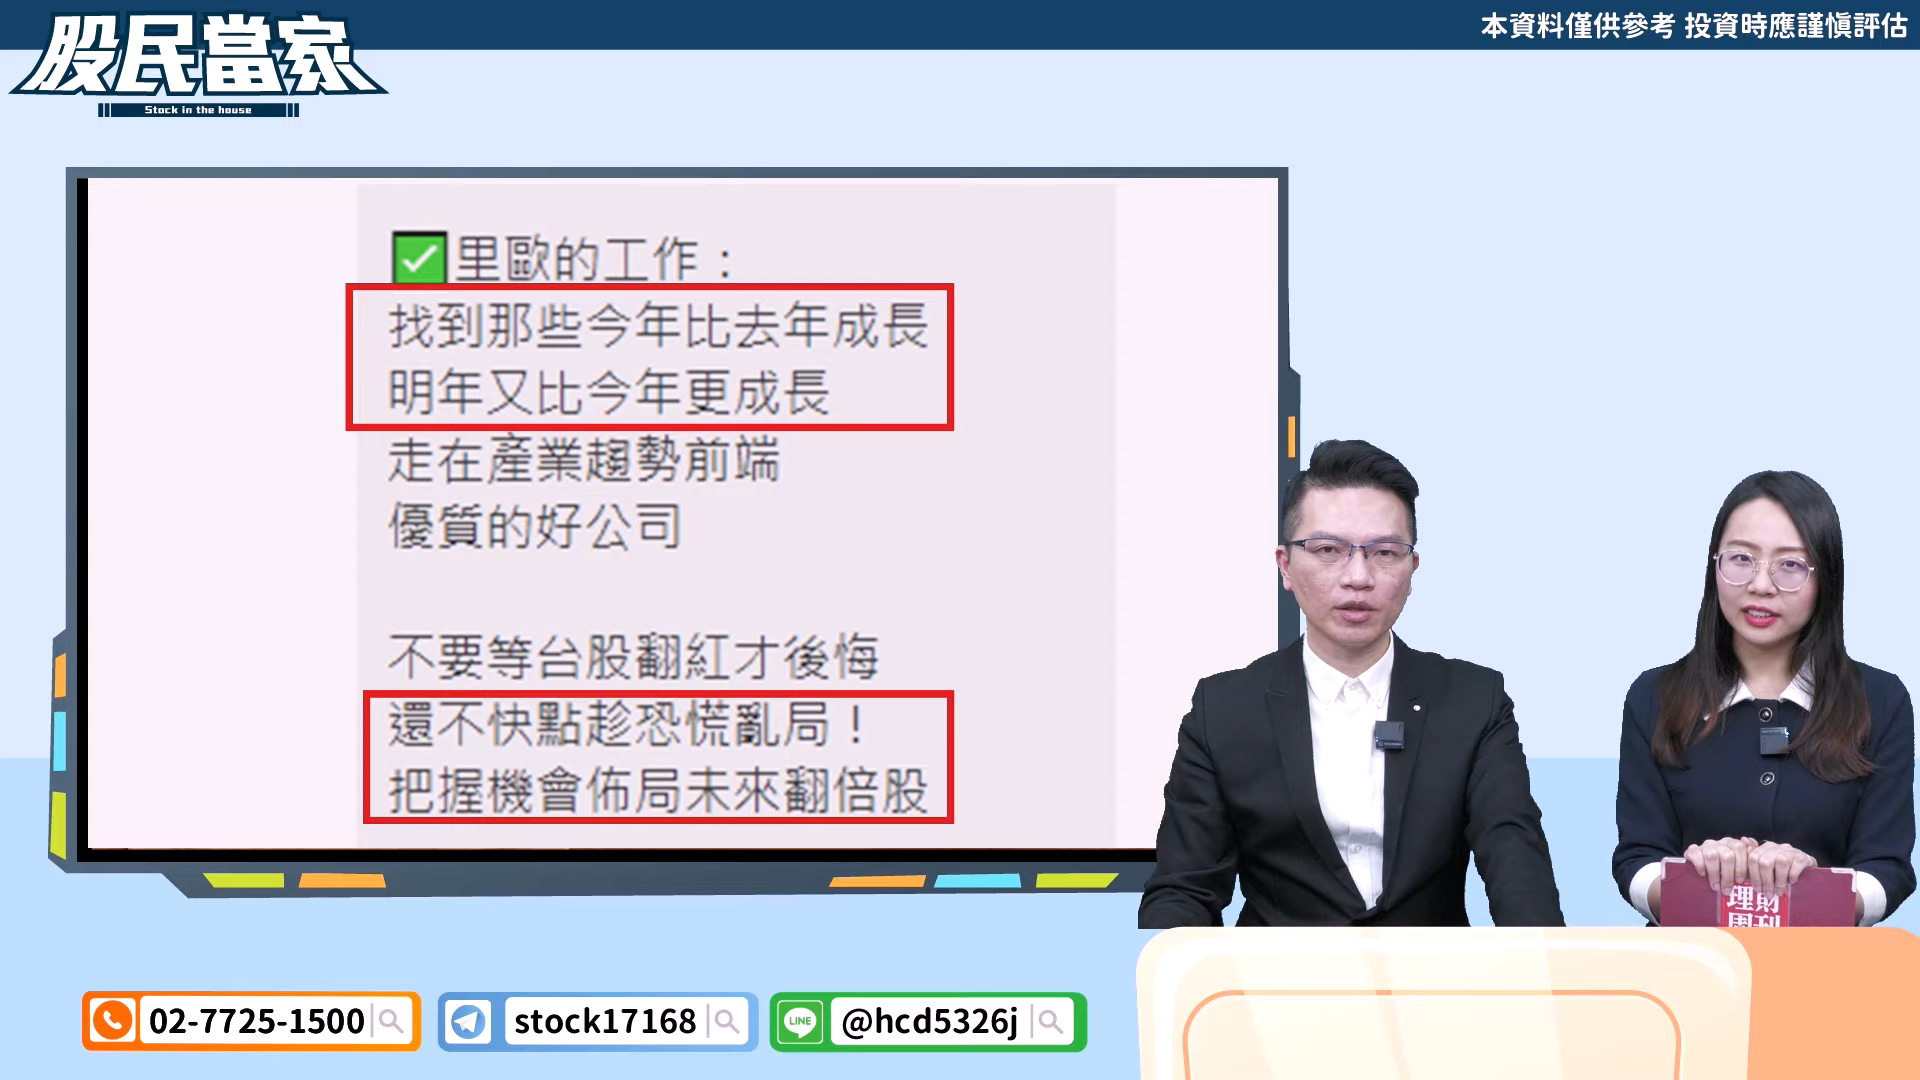 股民當家
Stock in the house
本資料僅供參考 投資時應謹慎評估
✅里歐的工作：
找到那些今年比去年成長
明年又比今年更成長
走在產業趨勢前端
優質的好公司
不要等台股翻紅才後悔
還不快點趁恐慌亂局！
把握機會佈局未來翻倍股
理財
周刊
02-7725-1500
stock17168
LINE
@hcd5326j